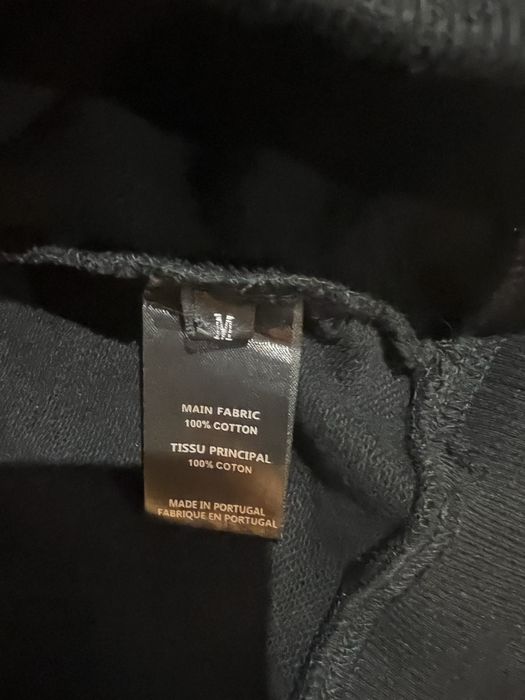 M
MAIN FABRIC
100% COTTON
TISSU PRINCIPAL
100% COTON
MADE IN PORTUGAL
FABRIQUE EN PORTUGAL